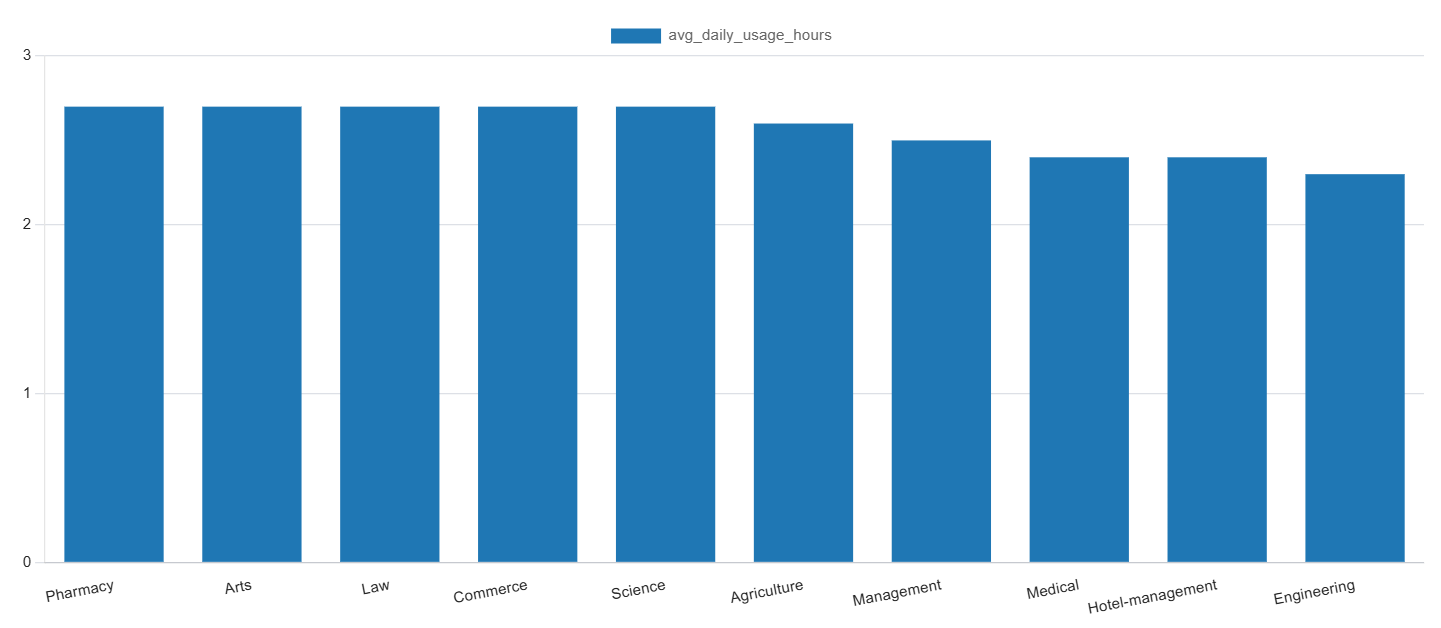 avg_daily_usage_hours
3
2
1
0
Pharmacy
Arts
Law
Commerce
Science
Agriculture
Management
Medical
Hotel-management
Engineering